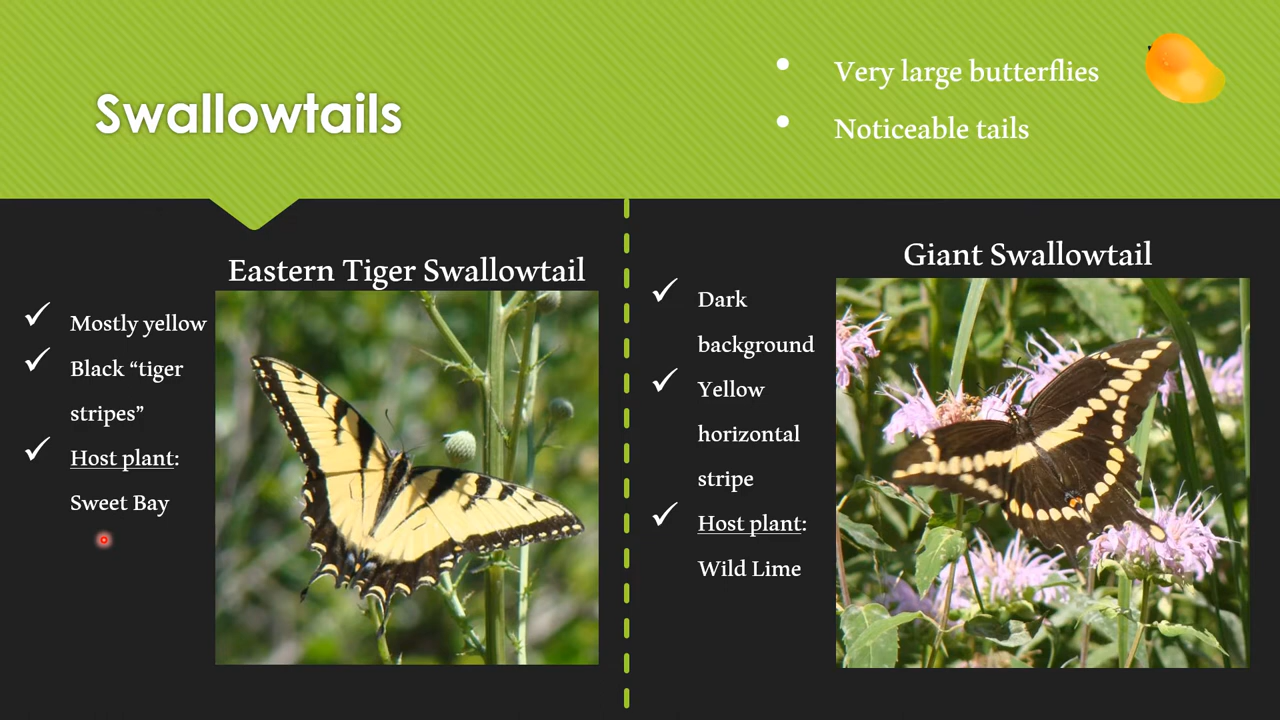 Swallowtails
Very large butterflies
Noticeable tails
Eastern Tiger Swallowtail
Mostly yellow
Black “tiger
stripes”
Host plant:
Sweet Bay
Giant Swallowtail
Dark
background
Yellow
horizontal
stripe
Host plant:
Wild Lime